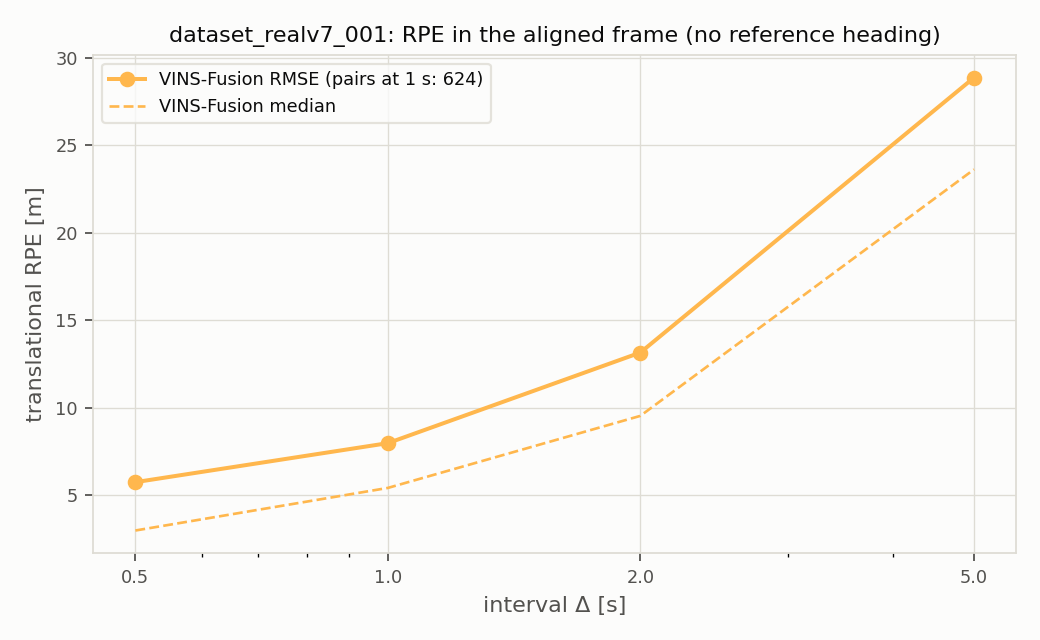 dataset_realv7_001: RPE in the aligned frame (no reference heading)
VINS-Fusion RMSE (pairs at 1 s: 624)
VINS-Fusion median
translational RPE [m]
30
25
20
15
10
5
0.5 1.0 2.0 5.0
interval Δ [s]